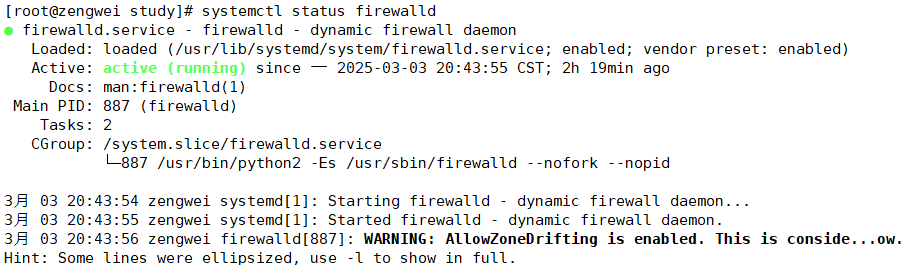 [root@zengwei study]# systemctl status firewalld
● firewalld.service - firewalld - dynamic firewall daemon
   Loaded: loaded (/usr/lib/systemd/system/firewalld.service; enabled; vendor preset: enabled)
   Active: active (running) since 一 2025-03-03 20:43:55 CST; 2h 19min ago
     Docs: man:firewalld(1)
 Main PID: 887 (firewalld)
    Tasks: 2
   CGroup: /system.slice/firewalld.service
           └─887 /usr/bin/python2 -Es /usr/sbin/firewalld --nofork --nopid
3月 03 20:43:54 zengwei systemd[1]: Starting firewalld - dynamic firewall daemon...
3月 03 20:43:55 zengwei systemd[1]: Started firewalld - dynamic firewall daemon.
3月 03 20:43:56 zengwei firewalld[887]: WARNING: AllowZoneDrifting is enabled. This is conside...ow.
Hint: Some lines were ellipsized, use -l to show in full.